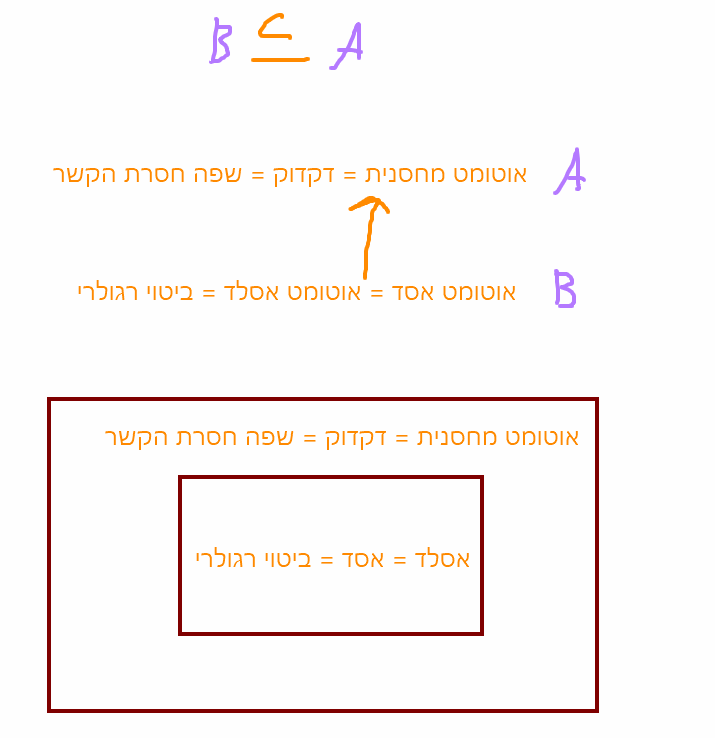 B ⊆ A
אוטומט מחסנית = דקדוק = שפה חסרת הקשר A
אוטומט אסד = אוטומט אסלד = ביטוי רגולרי B
אוטומט מחסנית = דקדוק = שפה חסרת הקשר
אסלד = אסד = ביטוי רגולרי